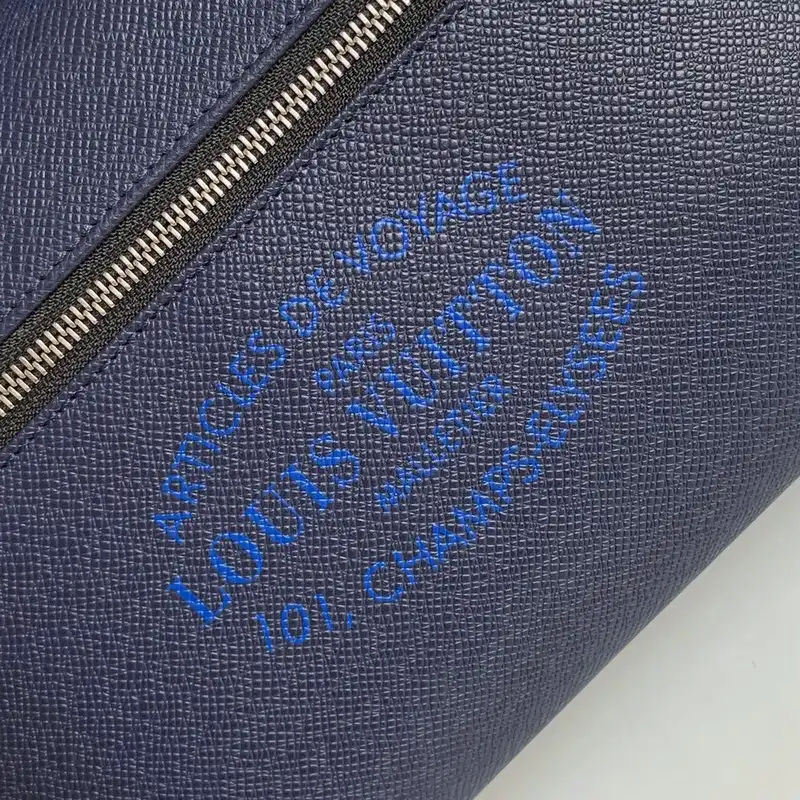 ARTICLES DE VOYAGE
PARIS
LOUIS VUITTON
MALLETIER
101, CHAMPS-ELYSEES